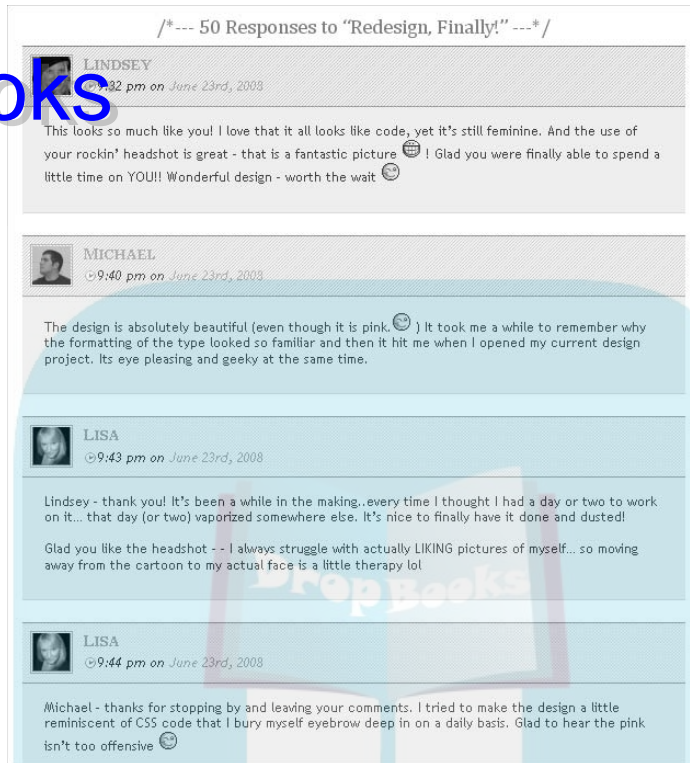 /*--- 50 Responses to “Redesign, Finally!” ---*/
LINDSEY
9:32 pm on June 23rd, 2008
oks
This looks so much like you! I love that it all looks like code, yet it’s still feminine. And the use of
your rockin’ headshot is great - that is a fantastic picture ! Glad you were finally able to spend a
little time on YOU!! Wonderful design - worth the wait
MICHAEL
9:40 pm on June 23rd, 2008
The design is absolutely beautiful (even though it is pink. ) It took me a while to remember why
the formatting of the type looked so familiar and then it hit me when I opened my current design
project. Its eye pleasing and geeky at the same time.
LISA
9:43 pm on June 23rd, 2008
Lindsey - thank you! It’s been a while in the making..every time I thought I had a day or two to work
on it... that day (or two) vaporized somewhere else. It’s nice to finally have it done and dusted!
Glad you like the headshot - - I always struggle with actually LIKING pictures of myself... so moving
away from the cartoon to my actual face is a little therapy lol
DropBooks
LISA
9:44 pm on June 23rd, 2008
Michael - thanks for stopping by and leaving your comments. I tried to make the design a little
reminiscent of CSS code that I bury myself eyebrow deep in on a daily basis. Glad to hear the pink
isn’t too offensive